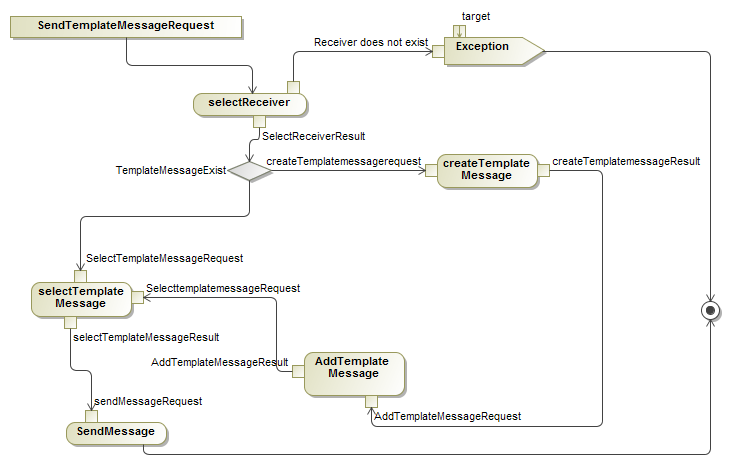 SendTemplateMessageRequest
target
Receiver does not exist
Exception
selectReceiver
SelectReceiverResult
TemplateMessageExist
createTemplatemessagerequest
createTemplate
Message
createTemplatemessageResult
SelectTemplateMessageRequest
selectTemplate
Message
SelecttemplatemessageRequest
selectTemplateMessageResult
AddTemplateMessageResult
AddTemplate
Message
AddTemplateMessageRequest
sendMessageRequest
SendMessage